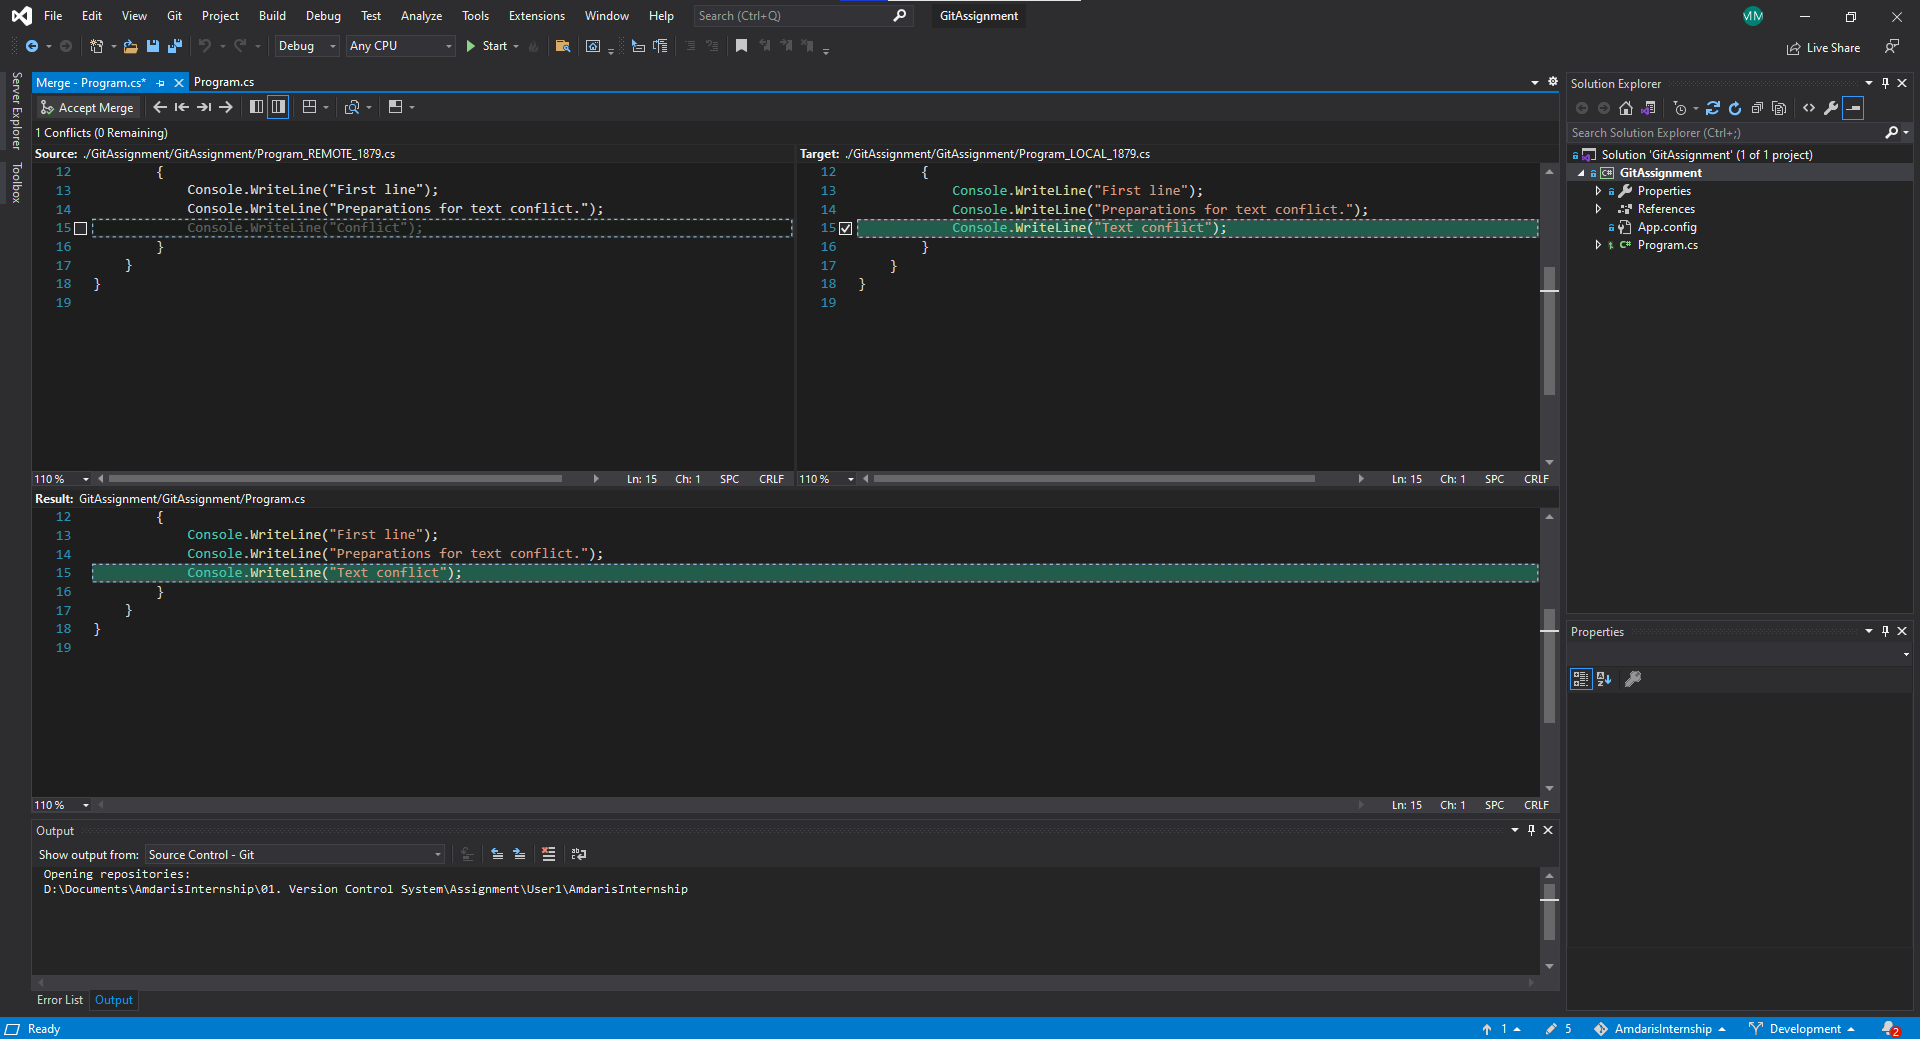 File Edit View Git Project Build Debug Test Analyze Tools Extensions Window Help Search (Ctrl+Q) GitAssignment MM
Debug Any CPU Start Live Share
Server Explorer
Toolbox
Merge - Program.cs* Program.cs
Accept Merge
1 Conflicts (0 Remaining)
Source: ./GitAssignment/GitAssignment/Program_REMOTE_1879.cs
12 {
13 Console.WriteLine("First line");
14 Console.WriteLine("Preparations for text conflict.");
15 Console.WriteLine("Conflict");
16 }
17 }
18 }
19
110 % Ln: 15 Ch: 1 SPC CRLF
Target: ./GitAssignment/GitAssignment/Program_LOCAL_1879.cs
12 {
13 Console.WriteLine("First line");
14 Console.WriteLine("Preparations for text conflict.");
15 Console.WriteLine("Text conflict");
16 }
17 }
18 }
19
110 % Ln: 15 Ch: 1 SPC CRLF
Result: GitAssignment/GitAssignment/Program.cs
12 {
13 Console.WriteLine("First line");
14 Console.WriteLine("Preparations for text conflict.");
15 Console.WriteLine("Text conflict");
16 }
17 }
18 }
19
110 % Ln: 15 Ch: 1 SPC CRLF
Output
Show output from: Source Control - Git
Opening repositories:
D:\Documents\AmdarisInternship\01. Version Control System\Assignment\User1\AmdarisInternship
Error List Output
Solution Explorer
Search Solution Explorer (Ctrl+;)
Solution 'GitAssignment' (1 of 1 project)
C# GitAssignment
Properties
References
App.config
C# Program.cs
Properties
Ready 1 5 AmdarisInternship Development 2